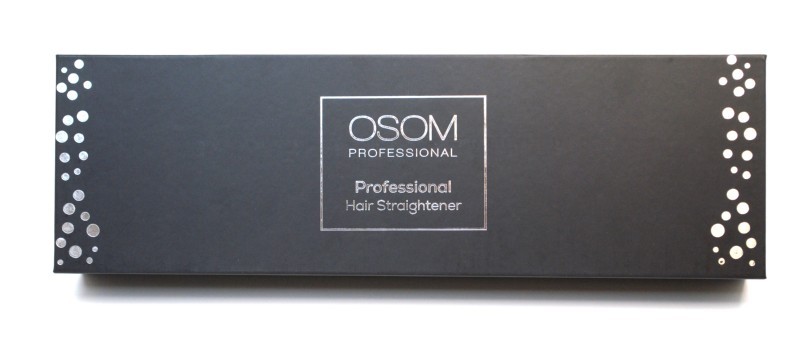 OSOM
PROFESSIONAL
Professional
Hair Straightener